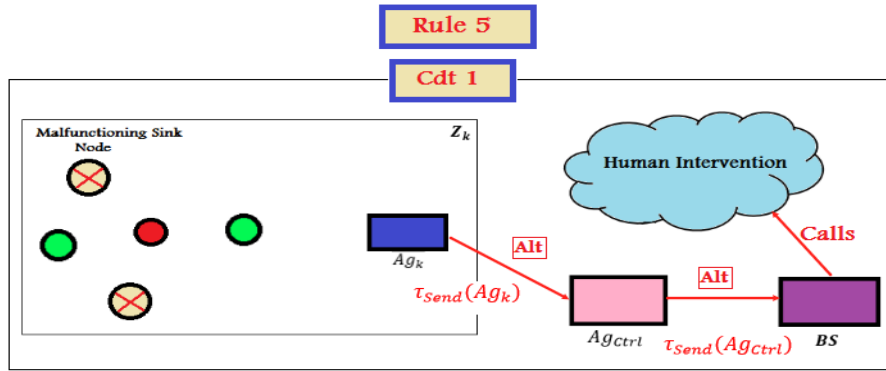 Rule 5
Cdt 1
Malfunctioning Sink
Node
Z_k
Human Intervention
Ag_k
Alt
τ_Send(Ag_k)
Calls
Alt
Ag_Ctrl
τ_Send(Ag_Ctrl)
BS